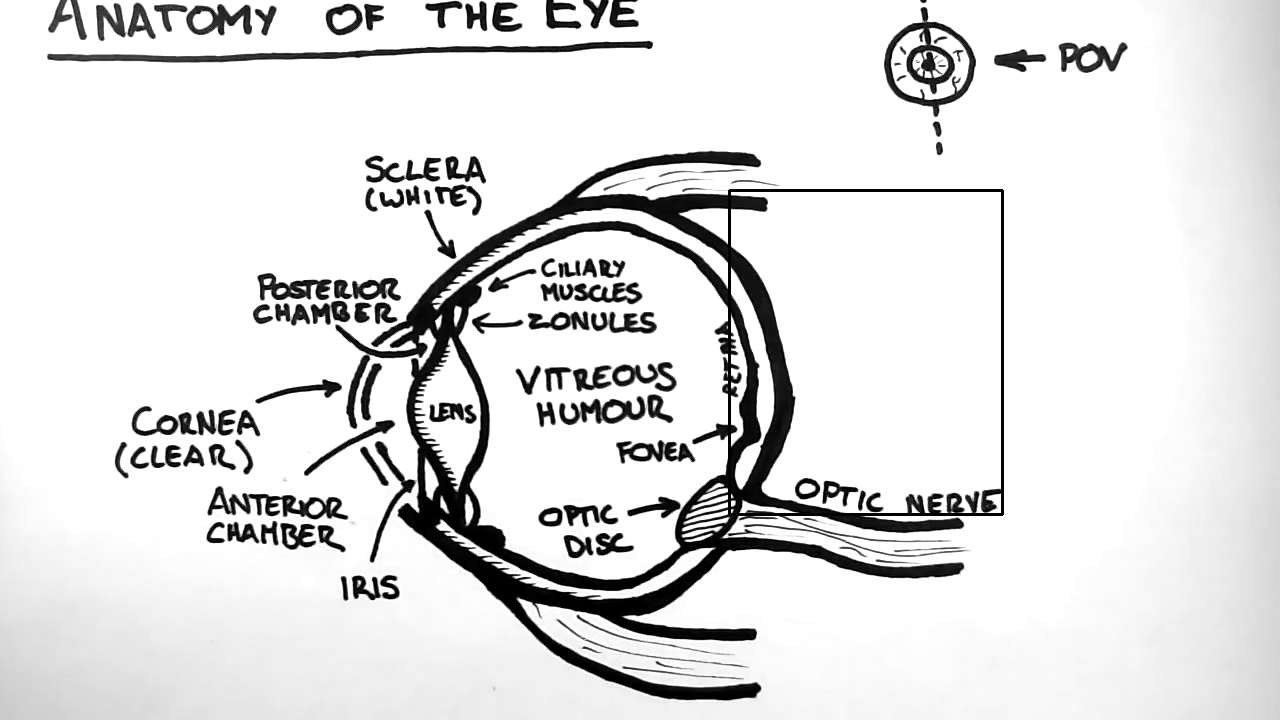 ANATOMY OF THE EYE
POV
SCLERA
(WHITE)
POSTERIOR
CHAMBER
CILIARY
MUSCLES
ZONULES
RETINA
VITREOUS
HUMOUR
LENS
CORNEA
(CLEAR)
FOVEA
ANTERIOR
CHAMBER
OPTIC NERVE
OPTIC
DISC
IRIS